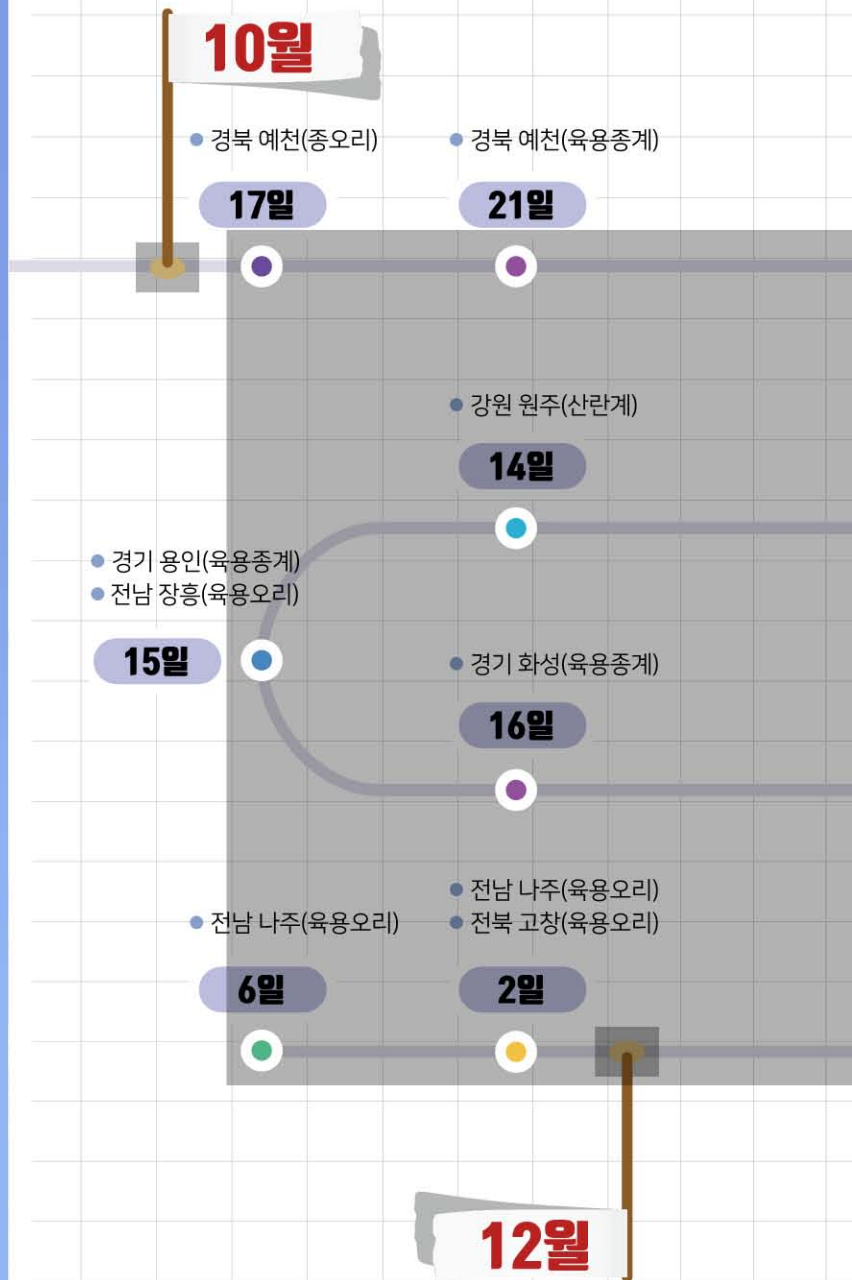 10월
경북 예천(종오리)
경북 예천(육용종계)
17일
21일
강원 원주(산란계)
14일
경기 용인(육용종계)
전남 장흥(육용오리)
15일
경기 화성(육용종계)
16일
전남 나주(육용오리)
6일
전남 나주(육용오리)
전북 고창(육용오리)
2일
12월